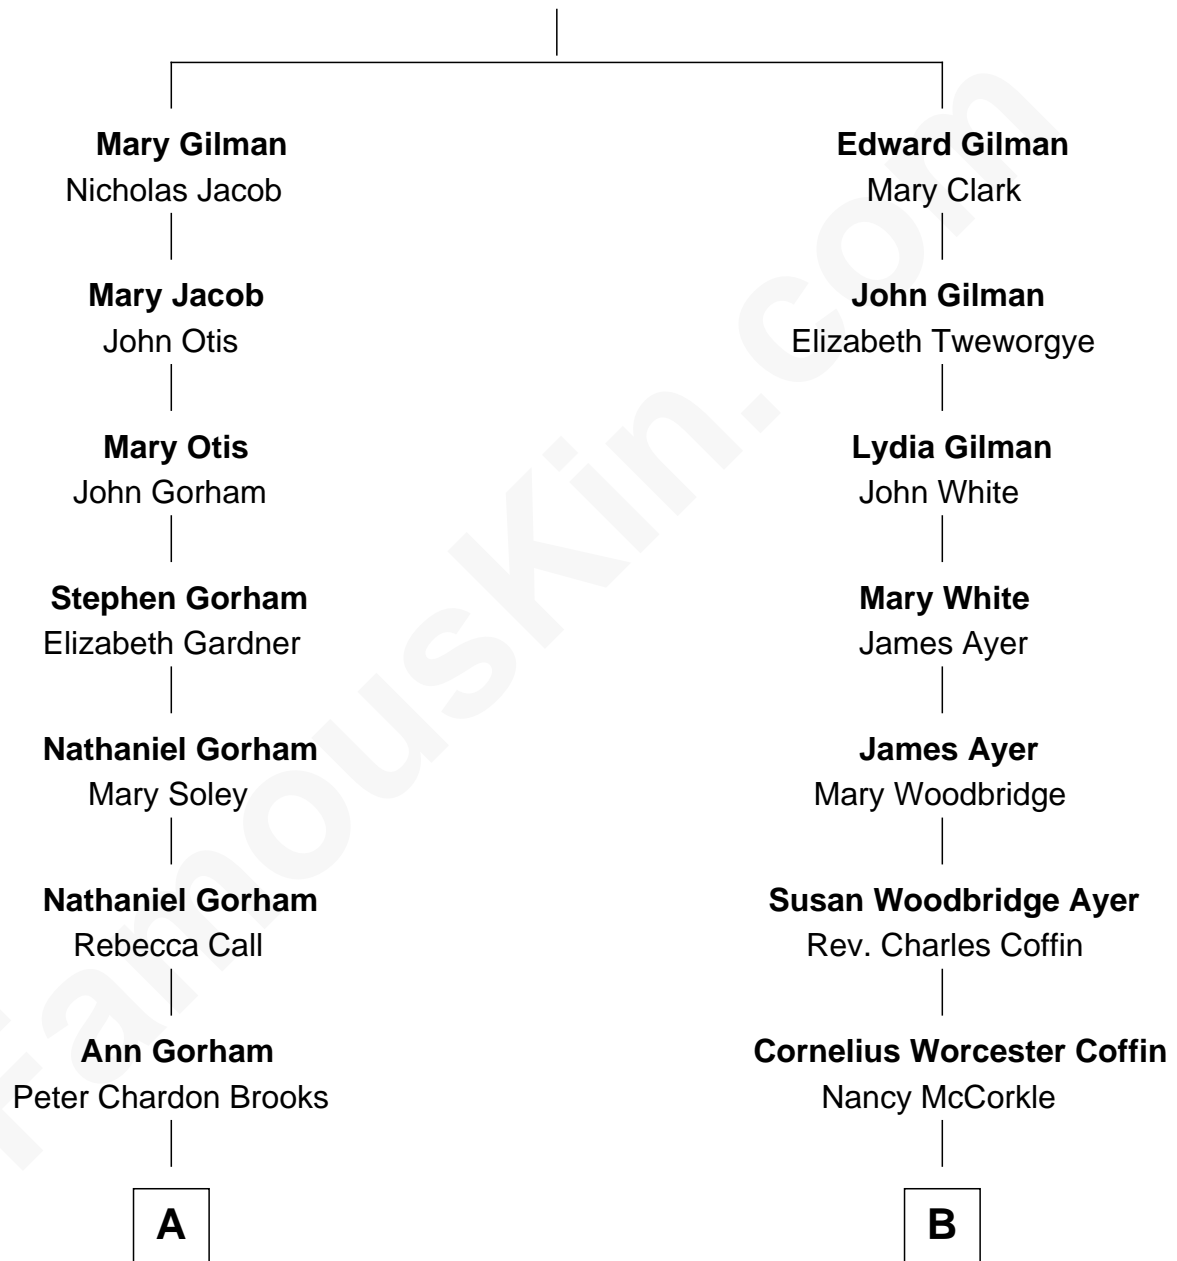 Mary Gilman
Nicholas Jacob
Mary Jacob
John Otis
Mary Otis
John Gorham
Stephen Gorham
Elizabeth Gardner
Nathaniel Gorham
Mary Soley
Nathaniel Gorham
Rebecca Call
Ann Gorham
Peter Chardon Brooks
A
Edward Gilman
Mary Clark
John Gilman
Elizabeth Tweworgye
Lydia Gilman
John White
Mary White
James Ayer
James Ayer
Mary Woodbridge
Susan Woodbridge Ayer
Rev. Charles Coffin
Cornelius Worcester Coffin
Nancy McCorkle
B
FamousKin.com